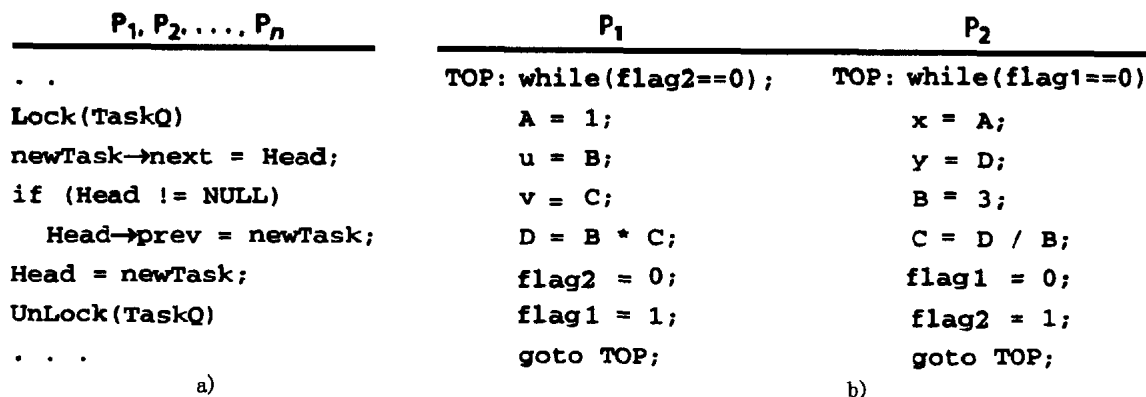 P1, P2, . . . , Pn
. .
Lock(TaskQ)
newTask→next = Head;
if (Head != NULL)
Head→prev = newTask;
Head = newTask;
UnLock(TaskQ)
. . .
a)
P1
TOP: while(flag2==0);
A = 1;
u = B;
v = C;
D = B * C;
flag2 = 0;
flag1 = 1;
goto TOP;
P2
TOP: while(flag1==0)
x = A;
y = D;
B = 3;
C = D / B;
flag1 = 0;
flag2 = 1;
goto TOP;
b)